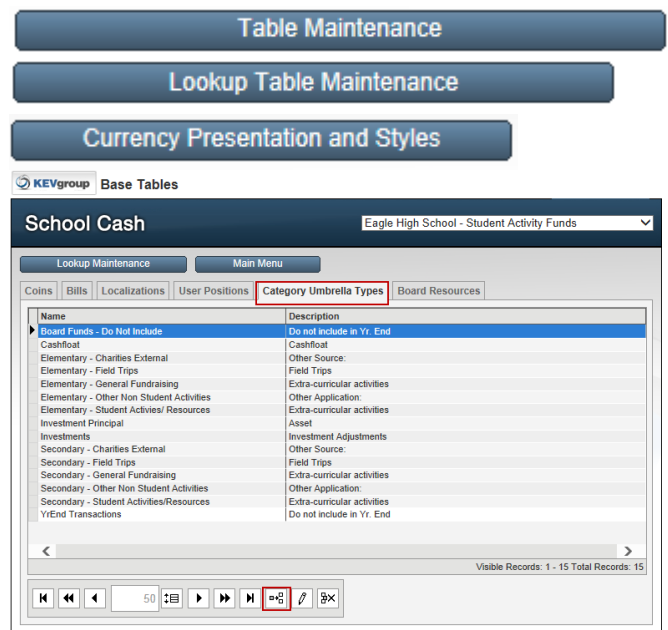 Table Maintenance
Lookup Table Maintenance
Currency Presentation and Styles
KEVgroup Base Tables
School Cash Eagle High School - Student Activity Funds
Lookup Maintenance Main Menu
Coins Bills Localizations User Positions Category Umbrella Types Board Resources
Name Description
Board Funds - Do Not Include Do not include in Yr. End
Cashfloat Cashfloat
Elementary - Charities External Other Source:
Elementary - Field Trips Field Trips
Elementary - General Fundraising Extra-curricular activities
Elementary - Other Non Student Activities Other Application:
Elementary - Student Activies/ Resources Extra-curricular activities
Investment Principal Asset
Investments Investment Adjustments
Secondary - Charities External Other Source:
Secondary - Field Trips Field Trips
Secondary - General Fundraising Extra-curricular activities
Secondary - Other Non Student Activities Other Application:
Secondary - Student Activities/Resources Extra-curricular activities
YrEnd Transactions Do not include in Yr. End
Visible Records: 1 - 15 Total Records: 15
50